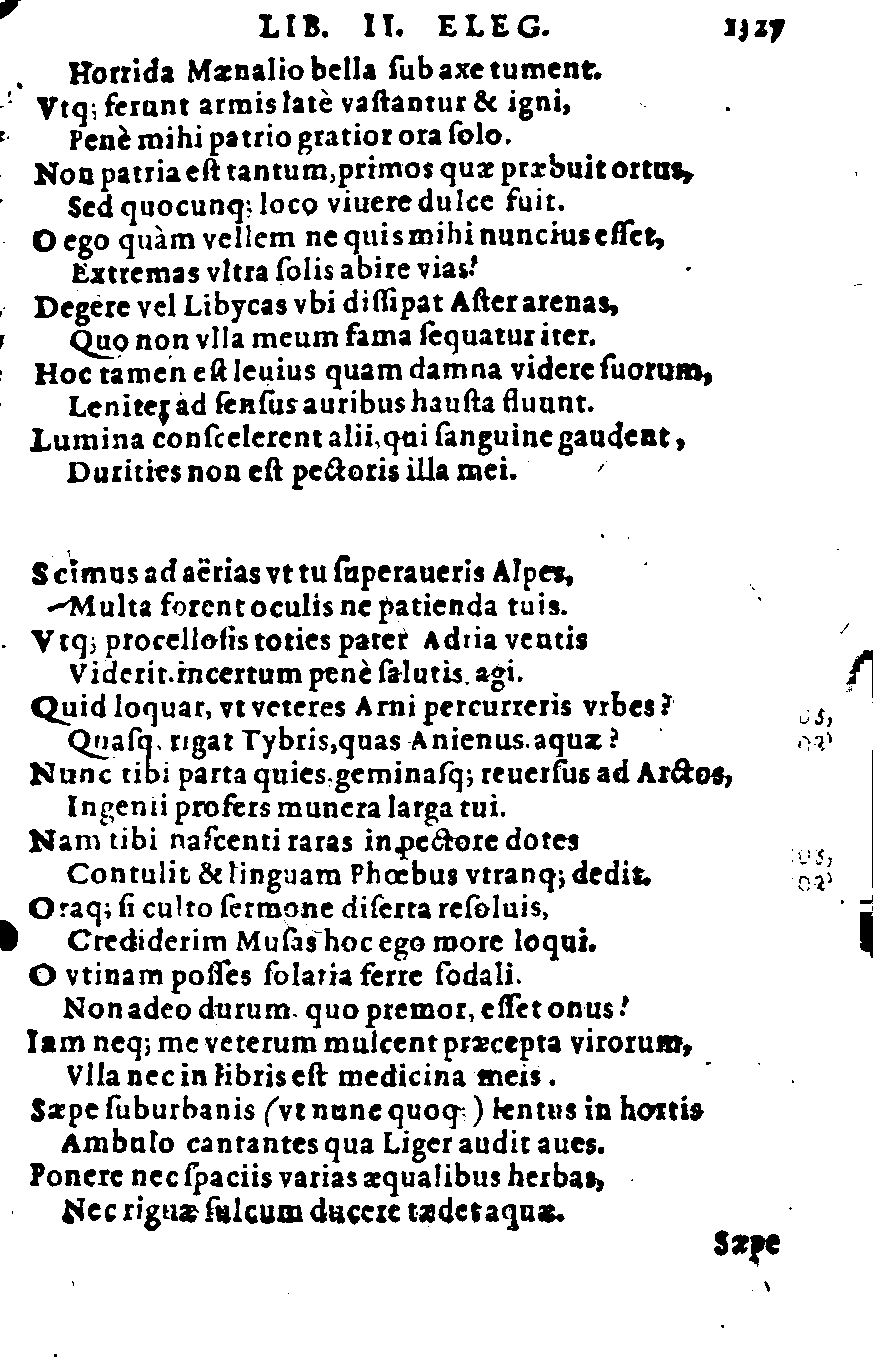 LIB. II. ELEG. 1327
Horrida Mænalio bella ſub axe tument.
Vtq; ferunt armis latè vaſtantur & igni,
Penè mihi patrio gratior ora ſolo.
Non patria eſt tantum, primos quæ præbuit ortus,
Sed quocunq; loco viuere dulce fuit.
O ego quàm vellem ne quis mihi nuncius eſſet,
Extremas vltra ſolis abire vias!
Degere vel Libycas vbi diſſipat Aſter arenas,
Quo non vlla meum fama ſequatur iter.
Hoc tamen eſt leuius quam damna videre ſuorum,
Leniter ad ſenſus auribus hauſta fluunt.
Lumina conſcelerent alii, qui ſanguine gaudent,
Durities non eſt pectoris illa mei.
Scimus ad aërias vt tu ſuperaueris Alpes,
Multa forent oculis ne patienda tuis.
Vtq; procelloſis toties pater Adria ventis
Viderit incertum penè ſalutis agi.
Quid loquar, vt veteres Arni percurreris vrbes?
Quaſq. rigat Tybris, quas Anienus aquæ?
Nunc tibi parta quies, geminaſq; reuerſus ad Arctos,
Ingenii profers munera larga tui.
Nam tibi naſcenti raras in pectore dotes
Contulit & linguam Phœbus vtranq; dedit.
Oraq; ſi culto ſermone diſerta reſoluis,
Crediderim Muſas hoc ego more loqui.
O vtinam poſſes ſolatia ferre ſodali.
Non adeo durum. quo premor, eſſet onus!
Iam neq; me veterum mulcent præcepta virorum,
Vlla nec in libris eſt medicina meis.
Sæpe ſuburbanis (vt nunc quoq;) lentus in hortis
Ambulo cantantes qua Liger audit aues.
Ponere nec ſpaciis varias æqualibus herbas,
Nec riguæ ſulcum ducere tædet aquæ.
Sæpe